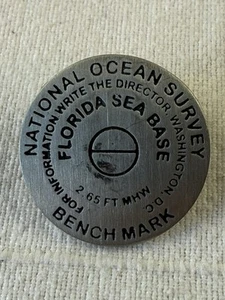 NATIONAL OCEAN SURVEY
FOR INFORMATION WRITE THE DIRECTOR, WASHINGTON, D.C.
FLORIDA SEA BASE
2.65 FT MHW
BENCH MARK